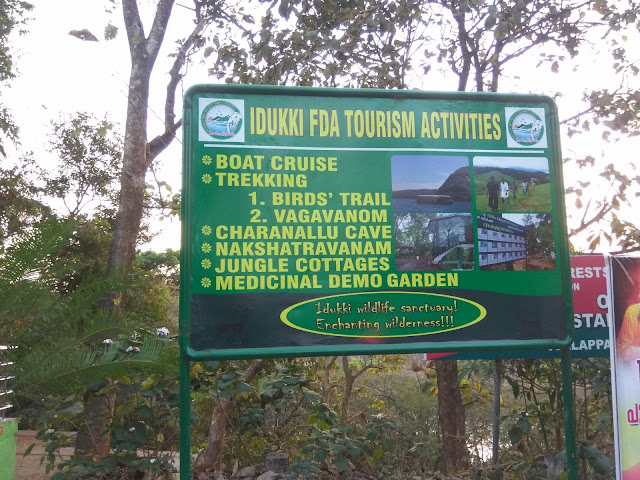 IDUKKI FDA TOURISM ACTIVITIES
BOAT CRUISE
TREKKING
1. BIRDS' TRAIL
2. VAGAVANOM
CHARANALLU CAVE
NAKSHATRAVANAM
JUNGLE COTTAGES
MEDICINAL DEMO GARDEN
Idukki wildlife sanctuary!
Enchanting wilderness!!!